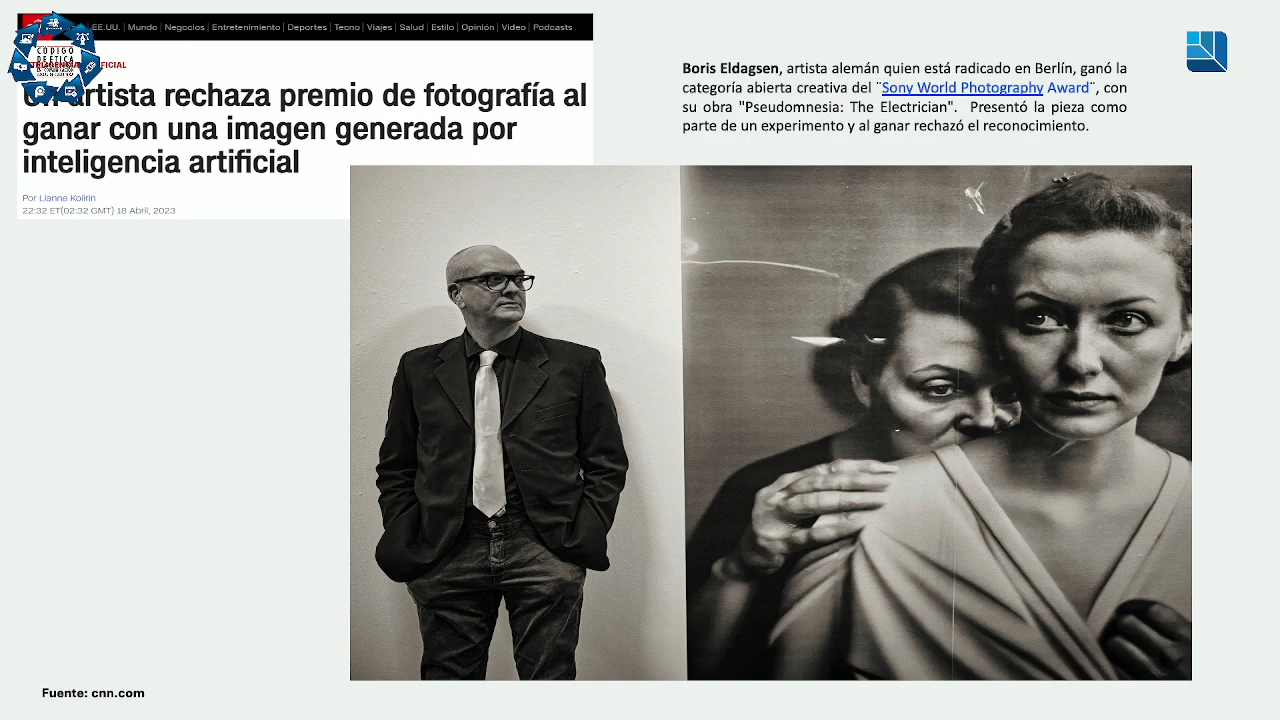 EE.UU. | Mundo | Negocios | Entretenimiento | Deportes | Tecno | Viajes | Salud | Estilo | Opinión | Video | Podcasts
CÓDIGO
DE ÉTICA
FICIAL
Un artista rechaza premio de fotografía al
ganar con una imagen generada por
inteligencia artificial
Por Lianne Kolirin
22:32 ET(02:32 GMT) 18 Abril, 2023
Boris Eldagsen, artista alemán quien está radicado en Berlín, ganó la
categoría abierta creativa del ¨Sony World Photography Award¨, con
su obra "Pseudomnesia: The Electrician". Presentó la pieza como
parte de un experimento y al ganar rechazó el reconocimiento.
Fuente: cnn.com